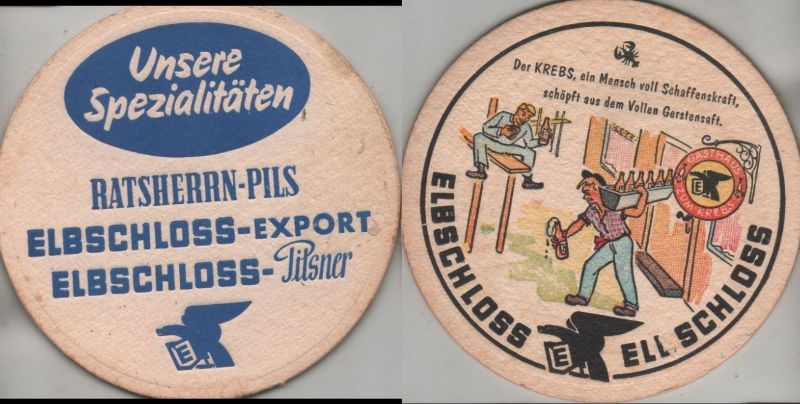 Unsere
Spezialitäten
RATSHERRN-PILS
ELBSCHLOSS-EXPORT
ELBSCHLOSS-Pilsner
E
Der KREBS, ein Mensch voll Schaffenskraft,
schöpft aus dem Vollen Gerstensaft.
GASTHAUS
E
ZUM KREBS
ELBSCHLOSS
E
ELBSCHLOSS